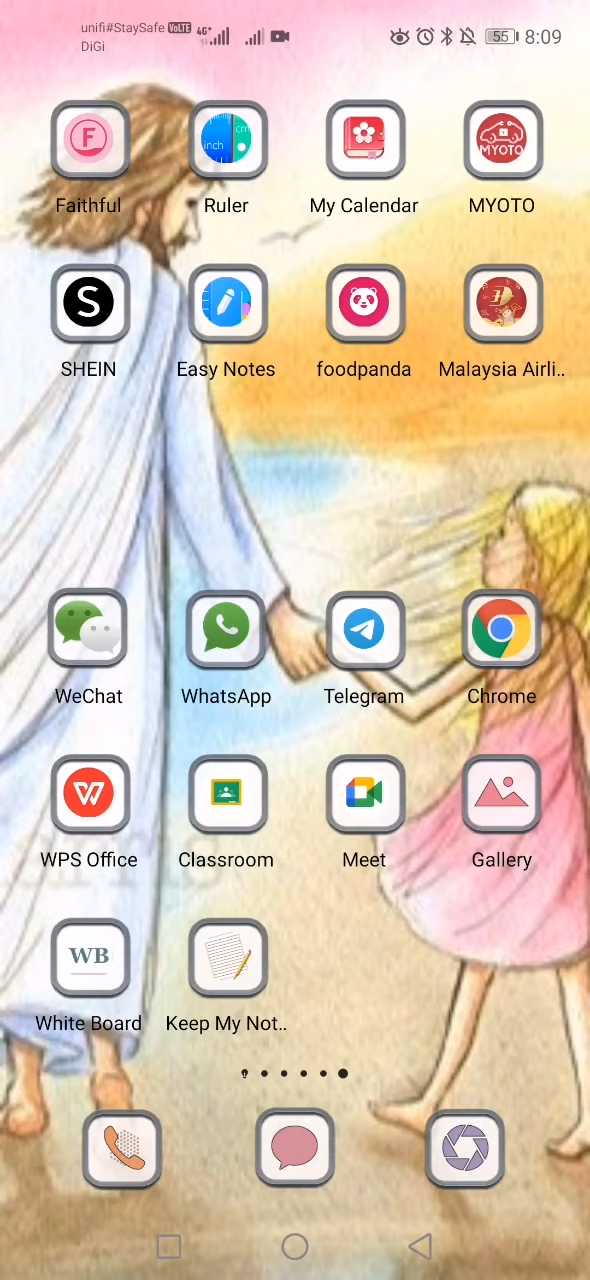 unifi#StaySafe VoLTE 4G+
DiGi
55 8:09
F
inch cm
MYOTO
Faithful Ruler My Calendar MYOTO
S
SHEIN Easy Notes foodpanda Malaysia Airli..
WeChat WhatsApp Telegram Chrome
W
WPS Office Classroom Meet Gallery
WB
White Board Keep My Not..